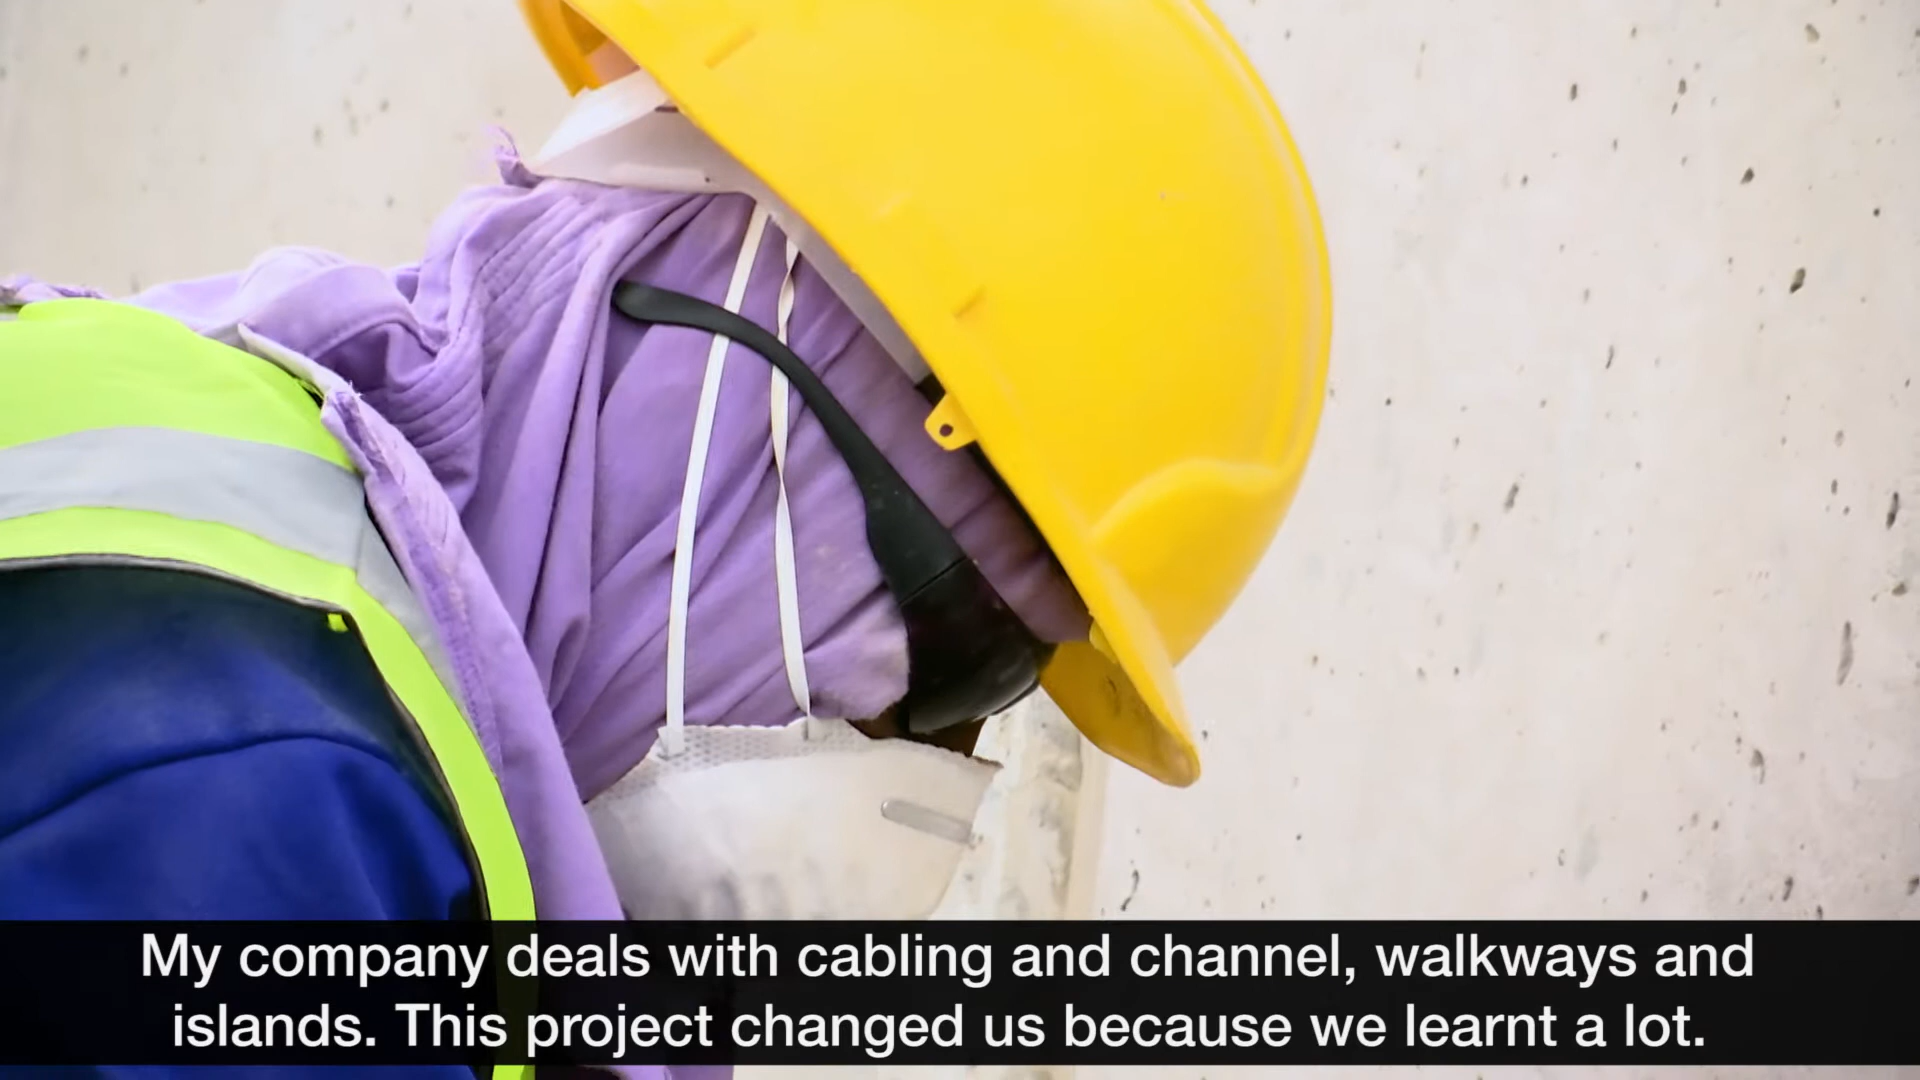 My company deals with cabling and channel, walkways and
islands. This project changed us because we learnt a lot.